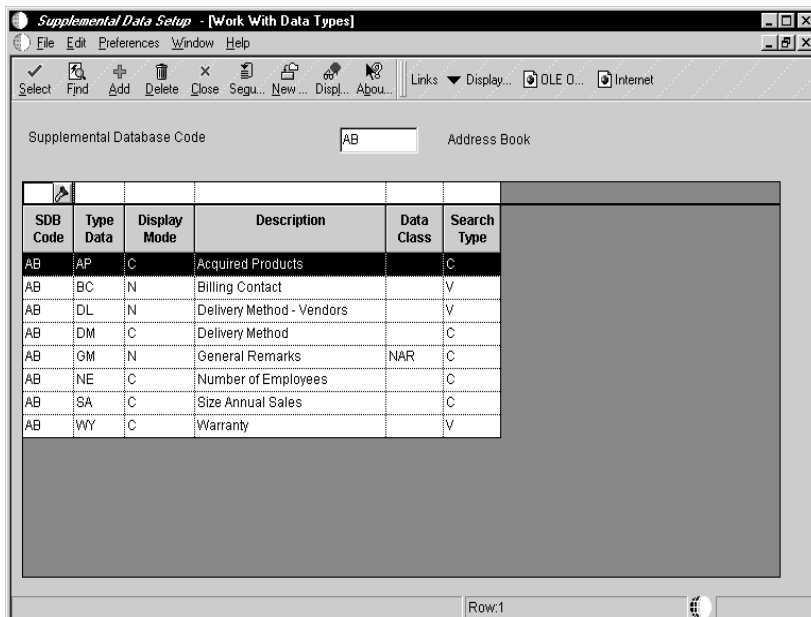 Supplemental Data Setup - [Work With Data Types]
File Edit Preferences Window Help
Select Find Add Delete Close Segu... New ... Displ... Abou... Links Display... OLE O... Internet
Supplemental Database Code AB Address Book
SDB Code Type Data Display Mode Description Data Class Search Type
AB AP C Acquired Products C
AB BC N Billing Contact V
AB DL N Delivery Method - Vendors V
AB DM C Delivery Method C
AB GM N General Remarks NAR C
AB NE C Number of Employees C
AB SA C Size Annual Sales C
AB WY C Warranty V
Row:1